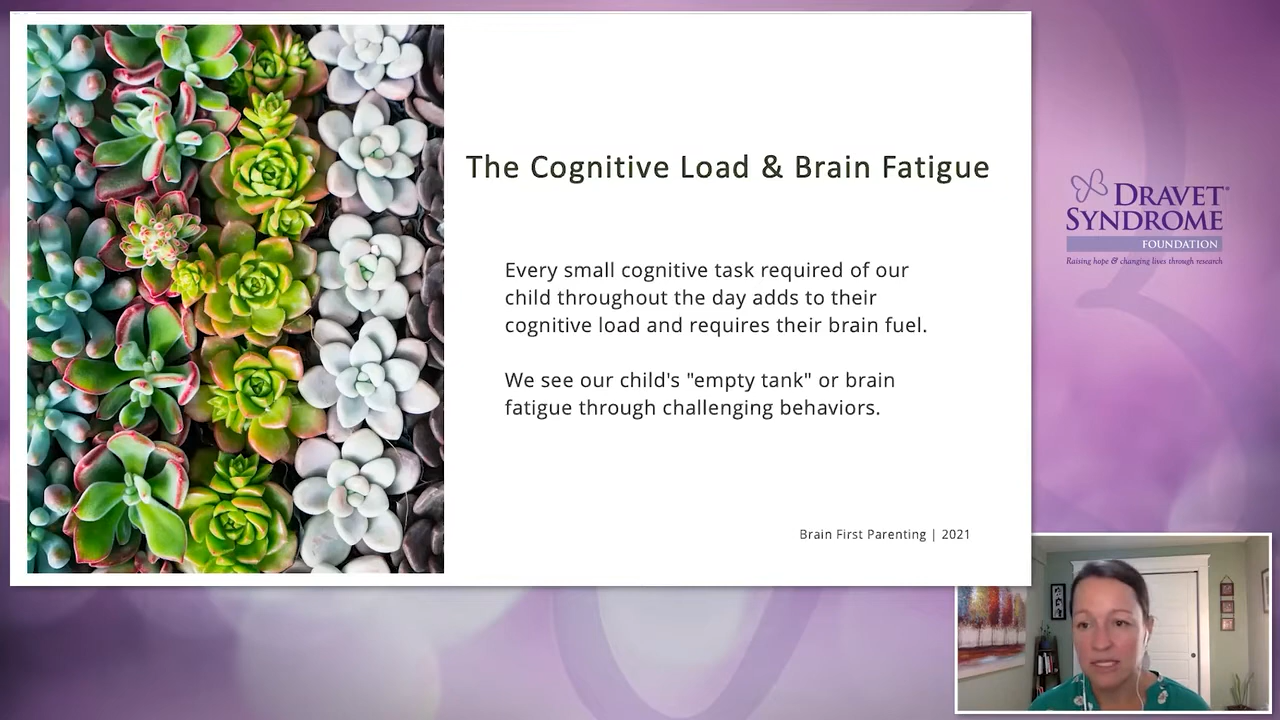 The Cognitive Load & Brain Fatigue
Every small cognitive task required of our
child throughout the day adds to their
cognitive load and requires their brain fuel.
We see our child's "empty tank" or brain
fatigue through challenging behaviors.
Brain First Parenting | 2021
DRAVET
SYNDROME
FOUNDATION
Raising hope & changing lives through research